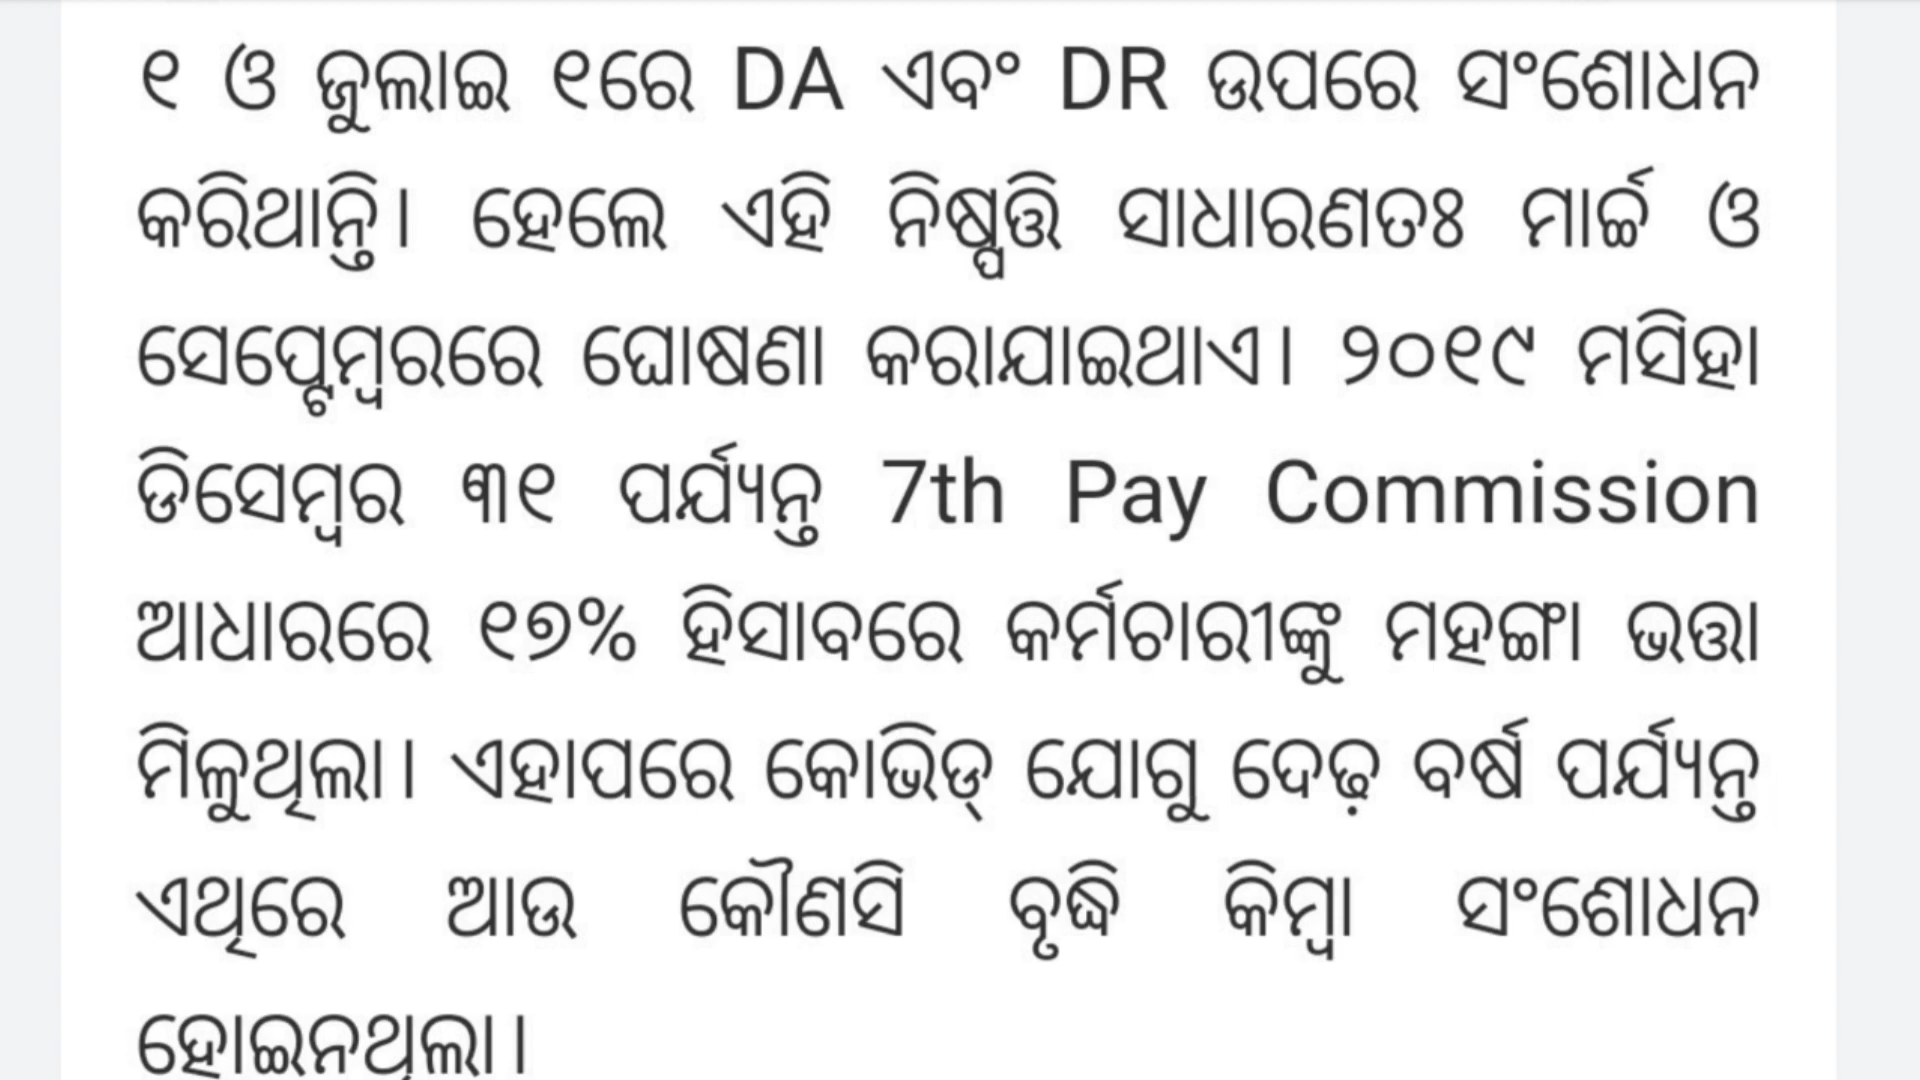 ୧ ଓ ଜୁଲାଇ ୧ରେ DA ଏବଂ DR ଉପରେ ସଂଶୋଧନ
କରିଥାନ୍ତି। ହେଲେ ଏହି ନିଷ୍ପତ୍ତି ସାଧାରଣତଃ ମାର୍ଚ୍ଚ ଓ
ସେପ୍ଟେମ୍ବରରେ ଘୋଷଣା କରାଯାଇଥାଏ। ୨୦୧୯ ମସିହା
ଡିସେମ୍ବର ୩୧ ପର୍ଯ୍ୟନ୍ତ 7th Pay Commission
ଆଧାରରେ ୧୭% ହିସାବରେ କର୍ମଚାରୀଙ୍କୁ ମହଙ୍ଗା ଭତ୍ତା
ମିଳୁଥିଲା। ଏହାପରେ କୋଭିଡ୍ ଯୋଗୁ ଦେଢ଼ ବର୍ଷ ପର୍ଯ୍ୟନ୍ତ
ଏଥିରେ ଆଉ କୌଣସି ବୃଦ୍ଧି କିମ୍ବା ସଂଶୋଧନ
ହୋଇନଥିଲା।